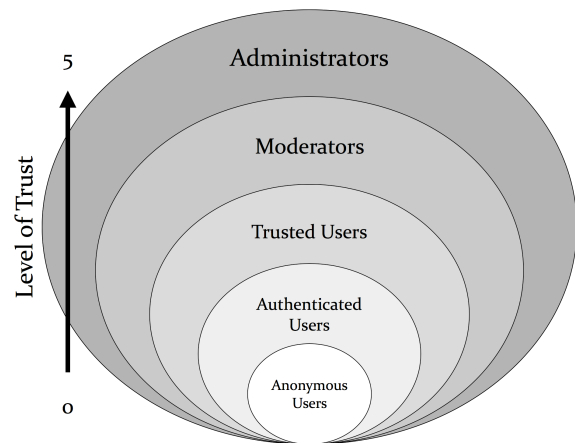 5
Administrators
Moderators
Trusted Users
Authenticated
Users
Anonymous
Users
0
Level of Trust